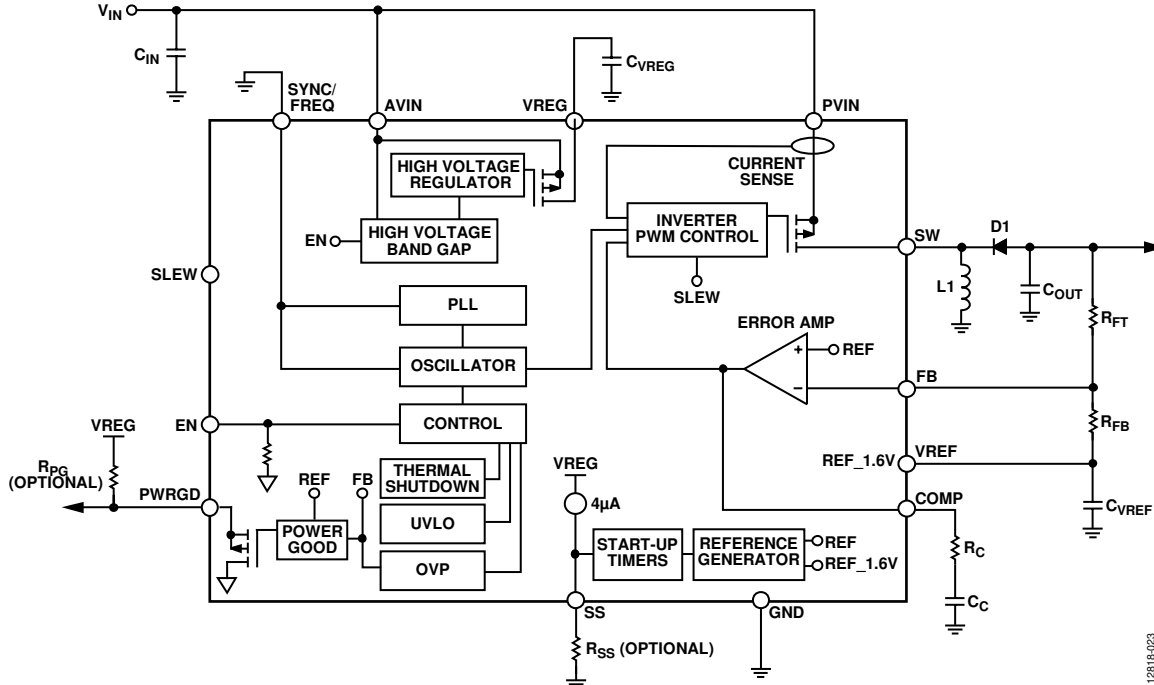 VIN
CIN
SYNC/
FREQ
AVIN
VREG
CVREG
PVIN
HIGH VOLTAGE
REGULATOR
CURRENT
SENSE
EN
HIGH VOLTAGE
BAND GAP
INVERTER
PWM CONTROL
SW
D1
SLEW
SLEW
L1
COUT
PLL
ERROR AMP
RFT
+
REF
OSCILLATOR
−
FB
EN
CONTROL
RFB
VREG
REF_1.6V
VREF
RPG
(OPTIONAL)
THERMAL
SHUTDOWN
VREG
REF
FB
COMP
PWRGD
4µA
CVREF
UVLO
POWER
GOOD
START-UP
TIMERS
REFERENCE
GENERATOR
REF
REF_1.6V
RC
OVP
SS
GND
CC
RSS (OPTIONAL)
12818-023